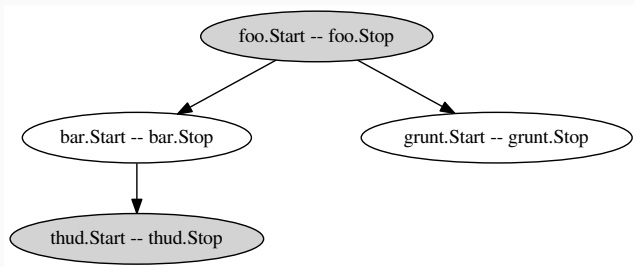 foo.Start -- foo.Stop
bar.Start -- bar.Stop
grunt.Start -- grunt.Stop
thud.Start -- thud.Stop